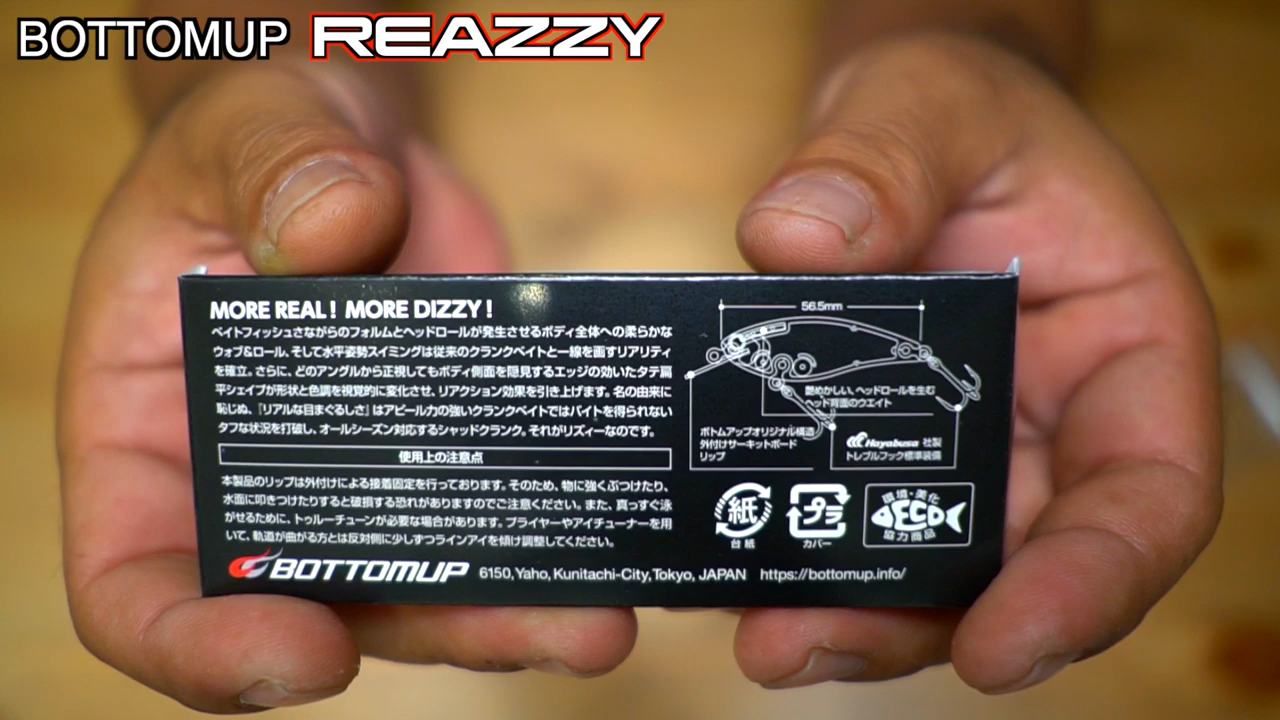 BOTTOMUP REAZZY
MORE REAL! MORE DIZZY!
ベイトフィッシュさながらのフォルムとヘッドロールが発生させるボディ全体への柔らかな
ウォブ&ロール、そして水平姿勢スイミングは従来のクランクベイトと一線を画すリアリティ
を確立。さらに、どのアングルから正視してもボディ側面を隠見するエッジの効いたタテ扁
平シェイプが形状と色調を視覚的に変化させ、リアクション効果を引き上げます。名の由来に
恥じぬ、『リアルな目まぐるしさ』はアピール力の強いクランクベイトではバイトを得られない
タフな状況を打破し、オールシーズン対応するシャッドクランク。それがリズィーなのです。
使用上の注意点
本製品のリップは外付けによる接着固定を行っております。そのため、物に強くぶつけたり、
水面に叩きつけたりすると破損する恐れがありますのでご注意ください。また、真っすぐ泳
がせるために、トゥルーチューンが必要な場合があります。プライヤーやアイチューナーを用
いて、軌道が曲がる方とは反対側に少しずつラインアイを傾け調整してください。
56.5mm
艶めかしい、ヘッドロールを生む
ヘッド背面のウエイト
ボトムアップオリジナル構造
外付けサーキットボード
リップ
Hayabusa 社製
トレブルフック標準装備
紙
台紙
プラ
カバー
環境・美化
ECO
協力商品
BOTTOMUP 6150, Yaho, Kunitachi-City, Tokyo, JAPAN https://bottomup.info/